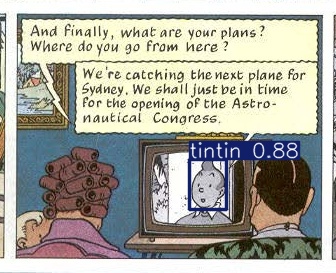 And finally, what are your plans?
Where do you go from here?
We're catching the next plane for
Sydney. We shall just be in time
for the opening of the Astro-
nautical Congress.
tintin 0.88